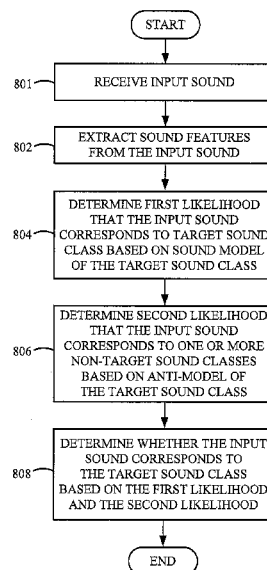 START
801
RECEIVE INPUT SOUND
802
EXTRACT SOUND FEATURES
FROM THE INPUT SOUND
804
DETERMINE FIRST LIKELIHOOD
THAT THE INPUT SOUND
CORRESPONDS TO TARGET SOUND
CLASS BASED ON SOUND MODEL
OF THE TARGET SOUND CLASS
806
DETERMINE SECOND LIKELIHOOD
THAT THE INPUT SOUND
CORRESPONDS TO ONE OR MORE
NON-TARGET SOUND CLASSES
BASED ON ANTI-MODEL OF
THE TARGET SOUND CLASS
808
DETERMINE WHETHER THE INPUT
SOUND CORRESPONDS TO
THE TARGET SOUND CLASS
BASED ON THE FIRST LIKELIHOOD
AND THE SECOND LIKELIHOOD
END